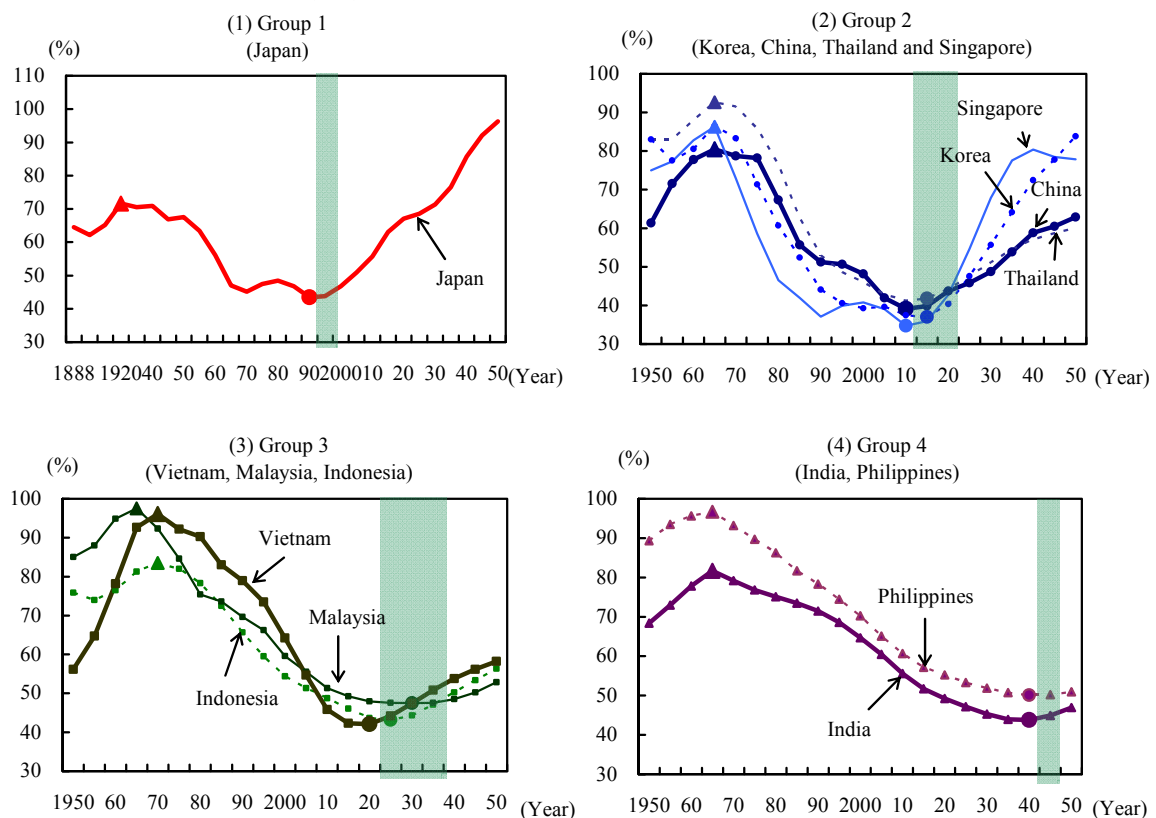 (1) Group 1
(Japan)
(%)
110
100
90
80
70
60
50
40
30
Japan
1888 192040 50 60 70 80 902000 10 20 30 40 50 (Year)
(2) Group 2
(Korea, China, Thailand and Singapore)
(%)
100
90
80
70
60
50
40
30
Singapore
Korea
China
Thailand
1950 60 70 80 90 2000 10 20 30 40 50 (Year)
(3) Group 3
(Vietnam, Malaysia, Indonesia)
(%)
100
90
80
70
60
50
40
30
Vietnam
Malaysia
Indonesia
1950 60 70 80 90 2000 10 20 30 40 50 (Year)
(4) Group 4
(India, Philippines)
(%)
100
90
80
70
60
50
40
30
Philippines
India
1950 60 70 80 90 2000 10 20 30 40 50 (Year)